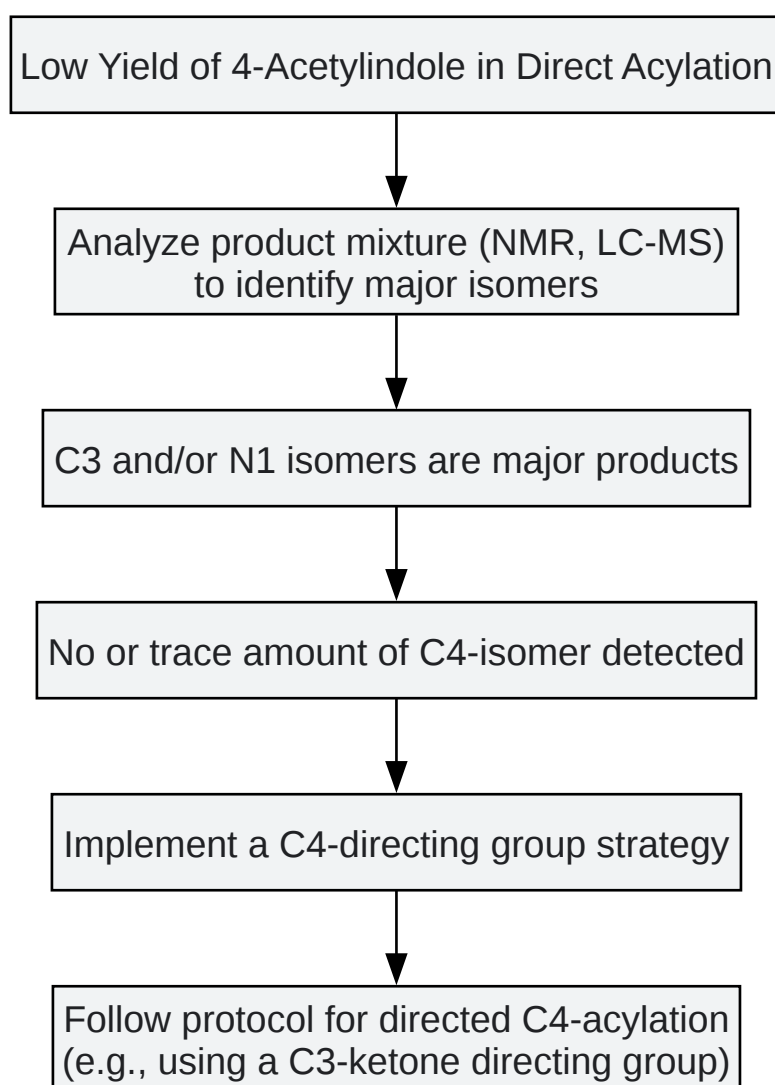 Low Yield of 4-Acetylindole in Direct Acylation
Analyze product mixture (NMR, LC-MS)
to identify major isomers
C3 and/or N1 isomers are major products
No or trace amount of C4-isomer detected
Implement a C4-directing group strategy
Follow protocol for directed C4-acylation
(e.g., using a C3-ketone directing group)